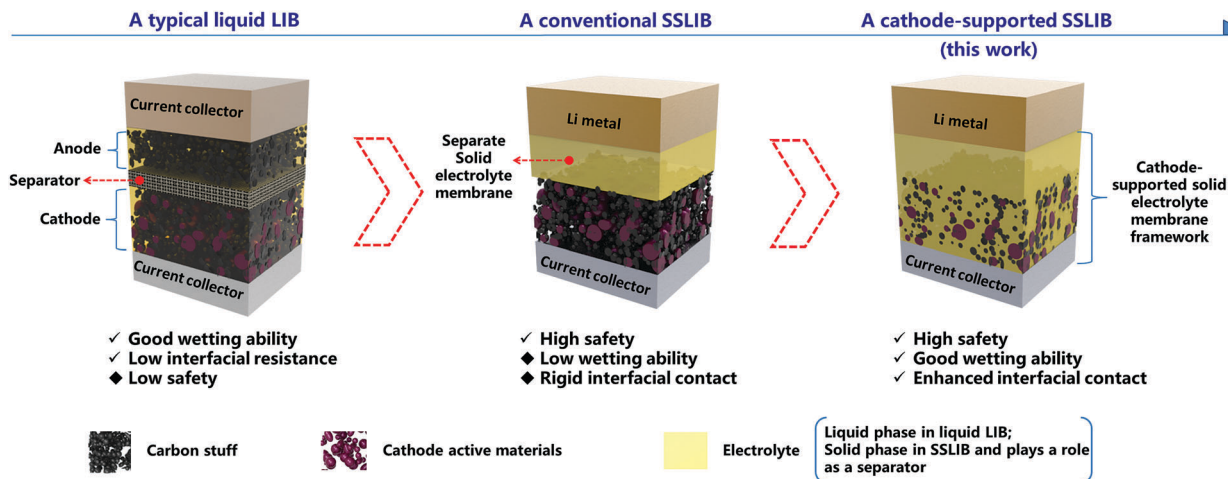 A typical liquid LIB
A conventional SSLIB
A cathode-supported SSLIB
(this work)
Current collector
Anode
Separator
Cathode
Current collector
Li metal
Separate
Solid
electrolyte
membrane
Current collector
Li metal
Current collector
Cathode-
supported solid
electrolyte
membrane
framework
✓ Good wetting ability
✓ Low interfacial resistance
◆ Low safety
✓ High safety
◆ Low wetting ability
◆ Rigid interfacial contact
✓ High safety
✓ Good wetting ability
✓ Enhanced interfacial contact
Carbon stuff
Cathode active materials
Electrolyte
Liquid phase in liquid LIB;
Solid phase in SSLIB and plays a role
as a separator